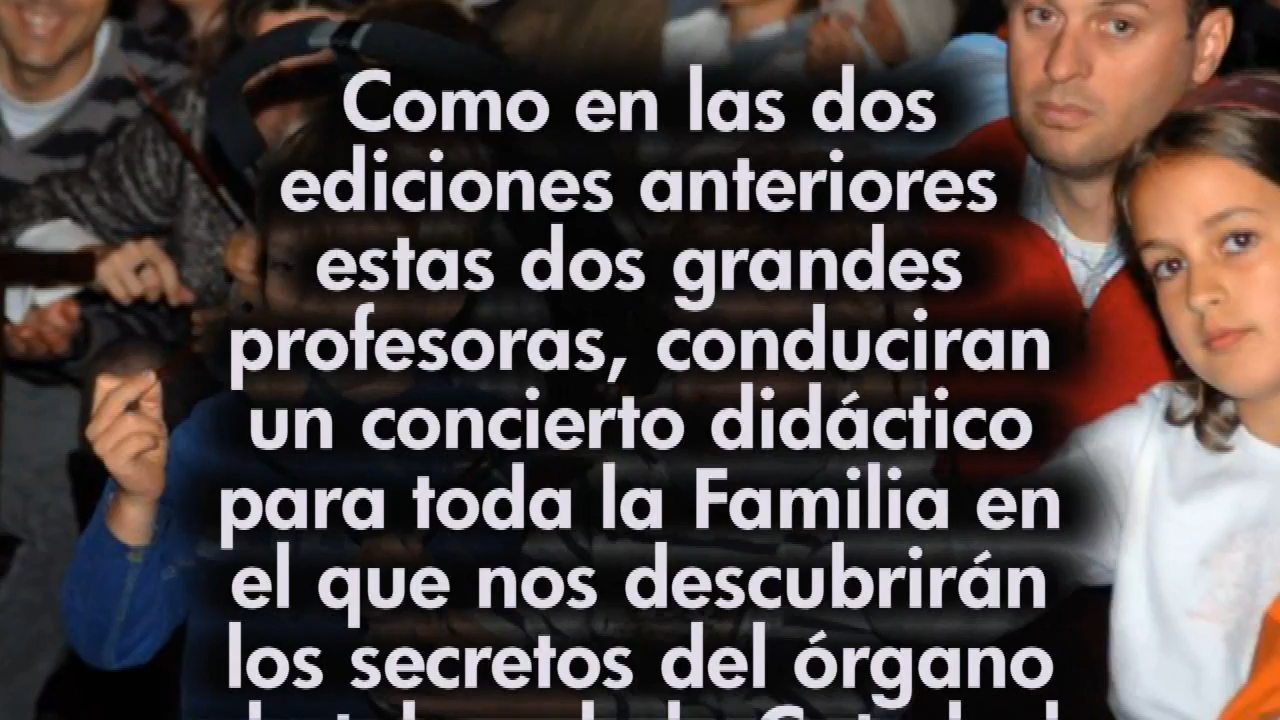 Como en las dos
ediciones anteriores
estas dos grandes
profesoras, conduciran
un concierto didáctico
para toda la Familia en
el que nos descubrirán
los secretos del órgano